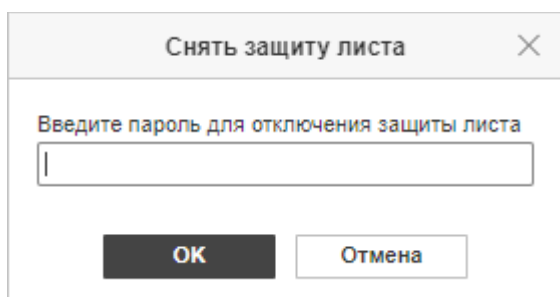 Снять защиту листа
Введите пароль для отключения защиты листа
OK
Отмена